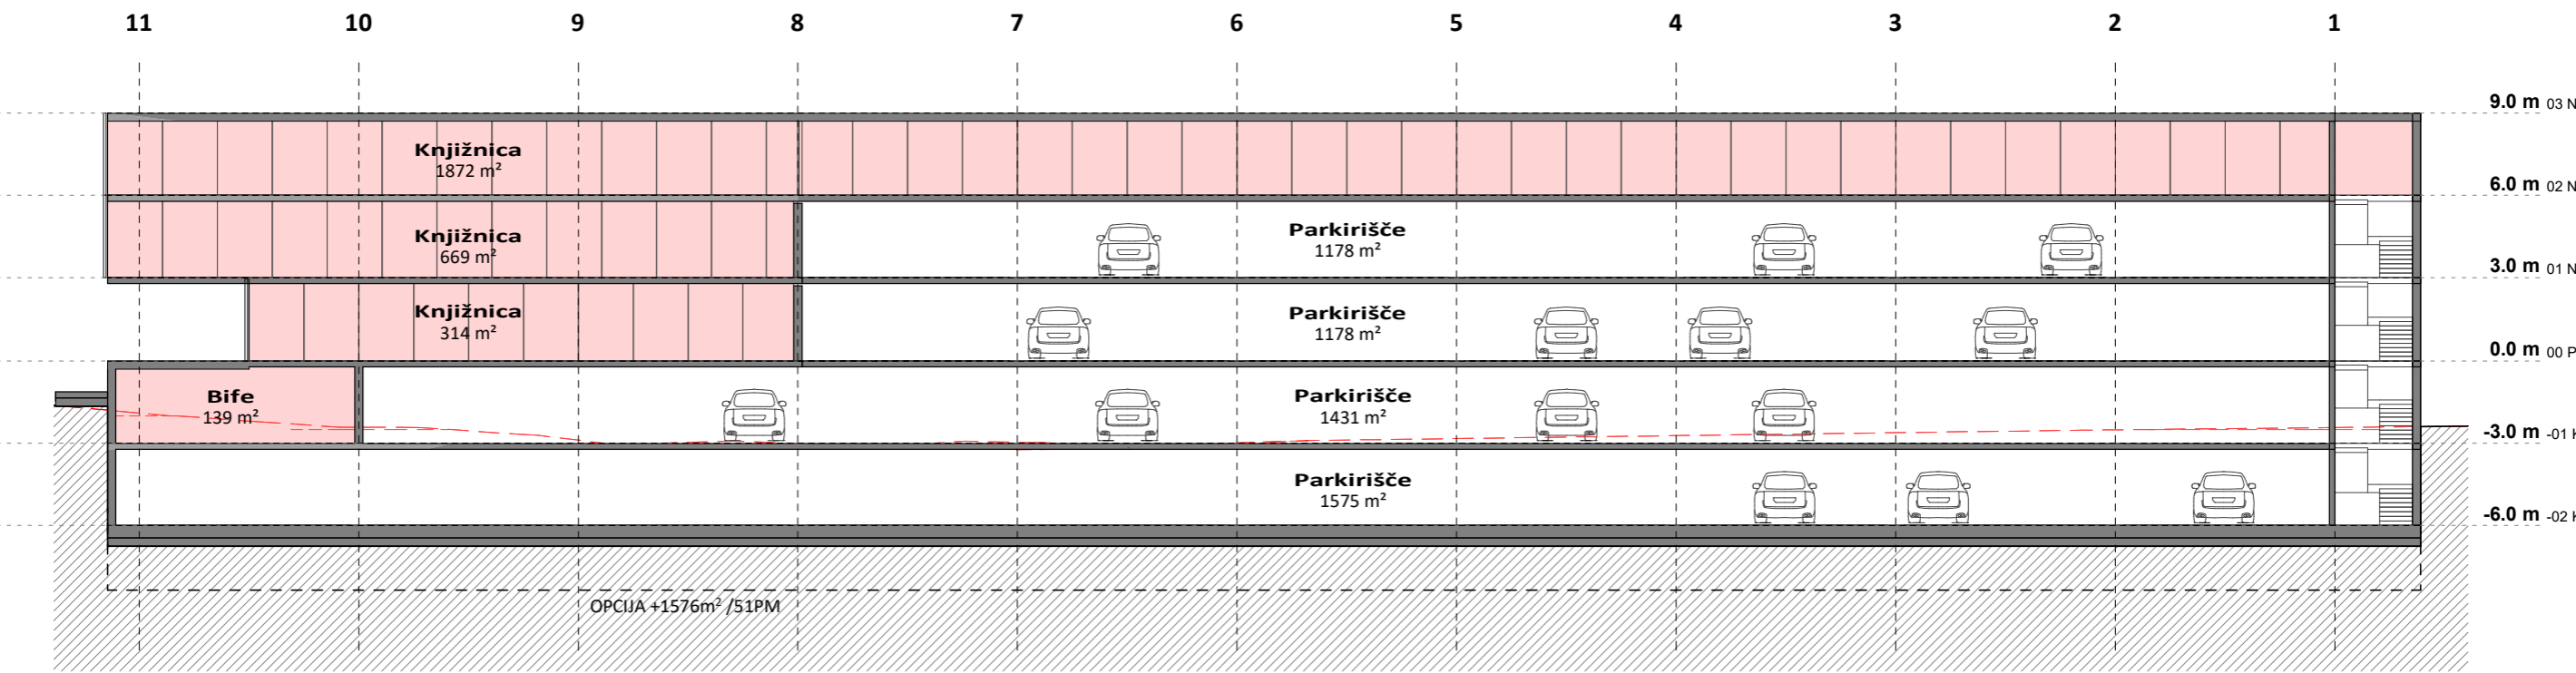 11 10 9 8 7 6 5 4 3 2 1
9.0 m 03 N
Knjižnica
1872 m²
6.0 m 02 N
Knjižnica
669 m²
Parkirišče
1178 m²
3.0 m 01 N
Knjižnica
314 m²
Parkirišče
1178 m²
0.0 m 00 P
Bife
139 m²
Parkirišče
1431 m²
-3.0 m -01 K
Parkirišče
1575 m²
-6.0 m -02 K
OPCIJA +1576m² /51PM